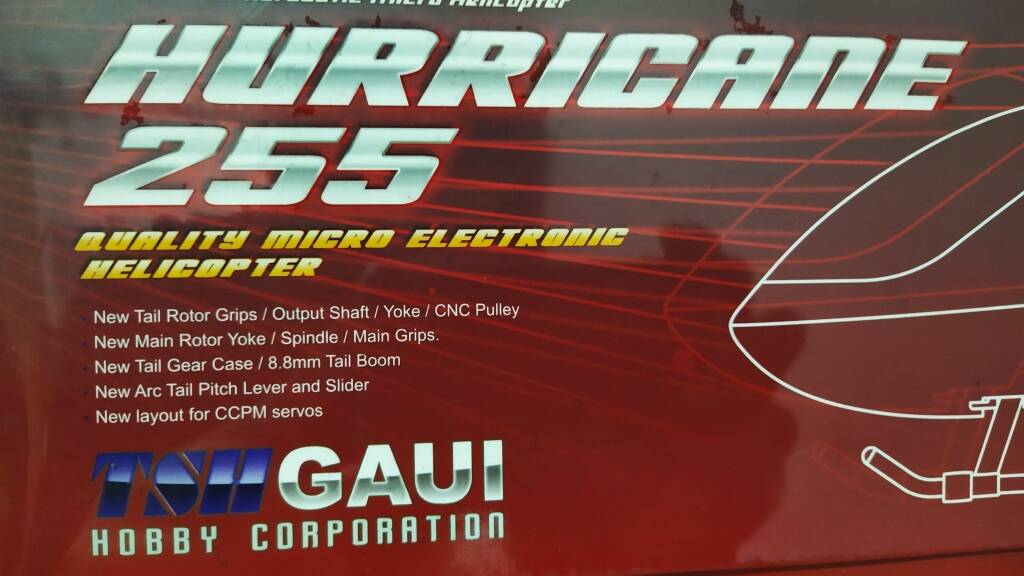 Micro Helicopter
HURRICANE
255
QUALITY MICRO ELECTRONIC
HELICOPTER
New Tail Rotor Grips / Output Shaft / Yoke / CNC Pulley
New Main Rotor Yoke / Spindle / Main Grips.
New Tail Gear Case / 8.8mm Tail Boom
New Arc Tail Pitch Lever and Slider
New layout for CCPM servos
TSH GAUI
HOBBY CORPORATION